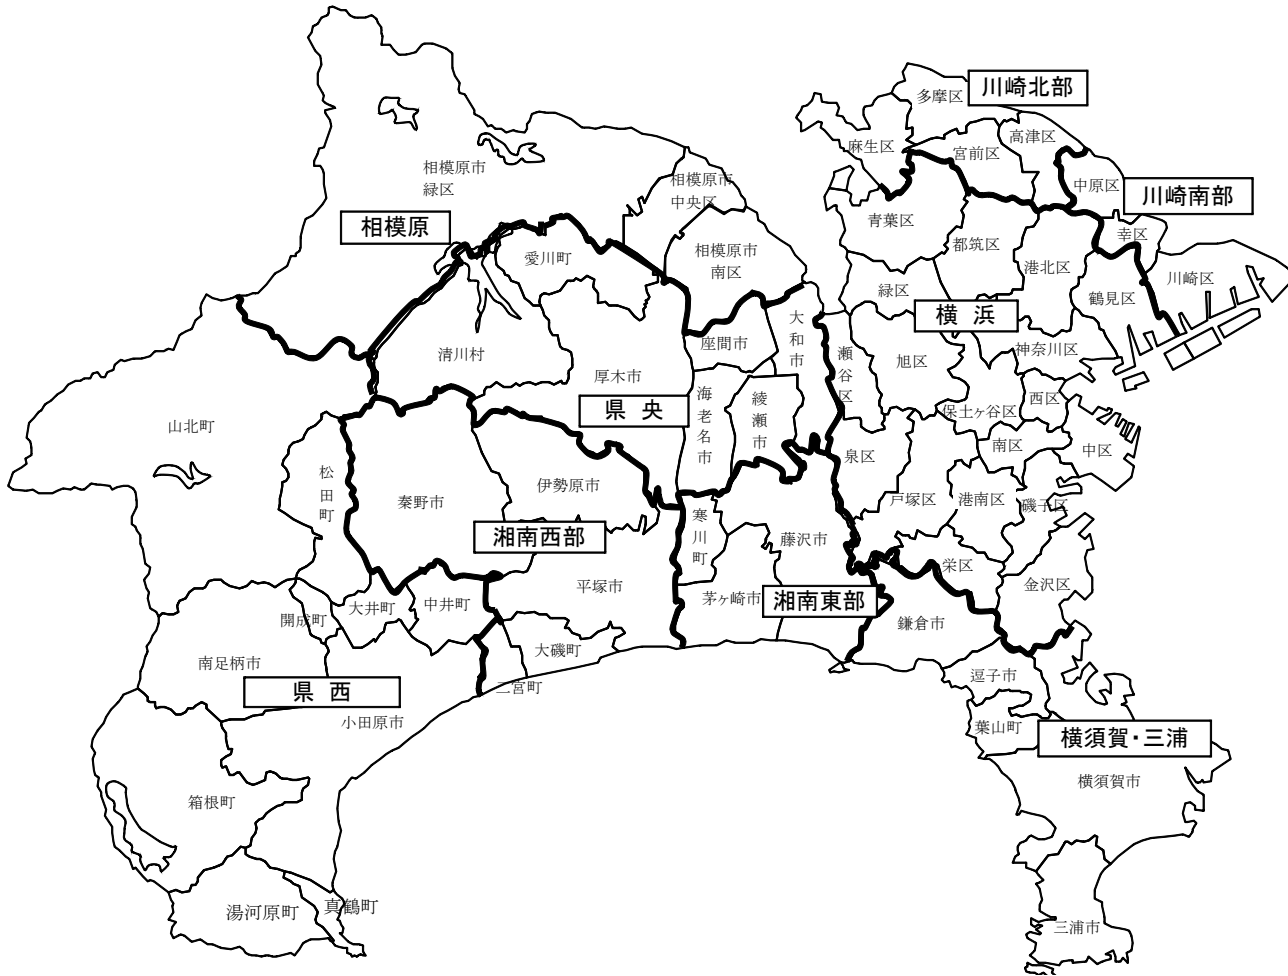 川崎北部
多摩区
高津区
麻生区
宮前区
中原区
川崎南部
相模原市
緑区
相模原市
中央区
相模原
青葉区
幸区
都筑区
相模原市
南区
愛川町
港北区
川崎区
緑区
鶴見区
横 浜
大和市
座間市
神奈川区
清川村
瀬谷区
旭区
厚木市
県 央
海老名市
綾瀬市
西区
保土ヶ谷区
山北町
南区
中区
泉区
松田町
秦野市
伊勢原市
戸塚区
港南区
磯子区
湘南西部
寒川町
藤沢市
栄区
金沢区
平塚市
茅ヶ崎市
湘南東部
大井町
中井町
開成町
鎌倉市
大磯町
南足柄市
県 西
二宮町
逗子市
小田原市
葉山町
横須賀・三浦
横須賀市
箱根町
湯河原町
真鶴町
三浦市